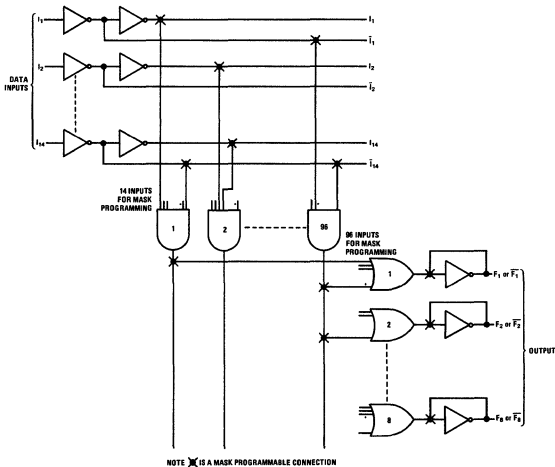 I1
I1
Ī1
DATA
INPUTS
I2
I2
Ī2
I14
I14
Ī14
14 INPUTS
FOR MASK
PROGRAMMING
1
2
96
96 INPUTS
FOR MASK
PROGRAMMING
1
F1 or F̅1̅
2
F2 or F̅2̅
OUTPUT
8
F8 or F̅8̅
NOTE IS A MASK PROGRAMMABLE CONNECTION